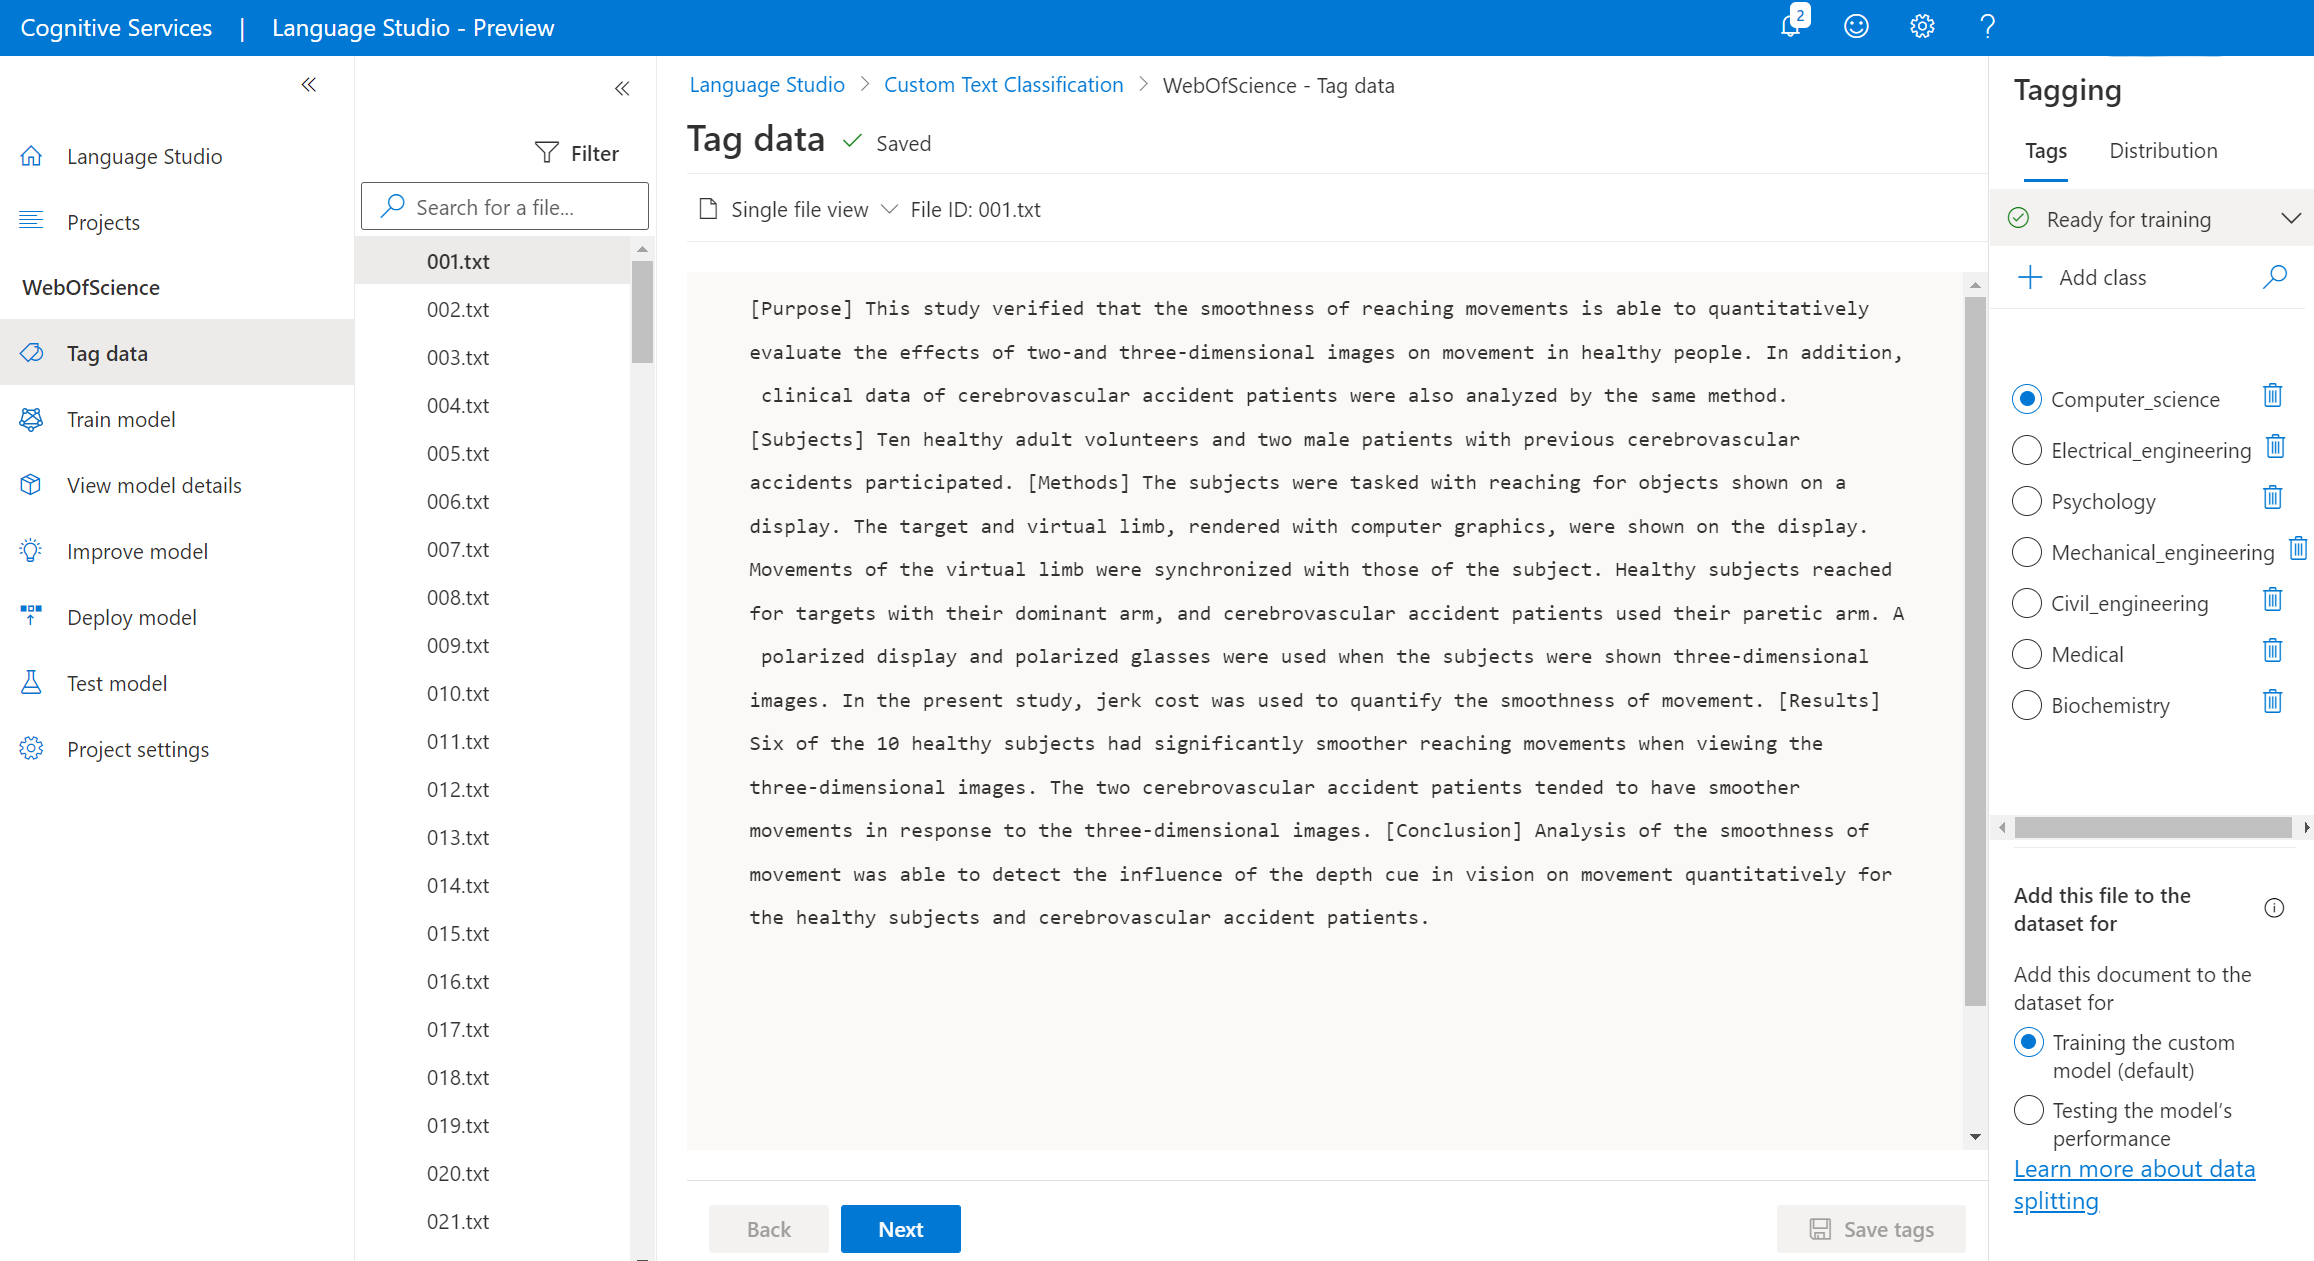 Cognitive Services | Language Studio - Preview
2
Language Studio
Projects
WebOfScience
Tag data
Train model
View model details
Improve model
Deploy model
Test model
Project settings
Filter
Search for a file...
001.txt
002.txt
003.txt
004.txt
005.txt
006.txt
007.txt
008.txt
009.txt
010.txt
011.txt
012.txt
013.txt
014.txt
015.txt
016.txt
017.txt
018.txt
019.txt
020.txt
021.txt
Language Studio > Custom Text Classification > WebOfScience - Tag data
Tag data Saved
Single file view File ID: 001.txt
[Purpose] This study verified that the smoothness of reaching movements is able to quantitatively
evaluate the effects of two-and three-dimensional images on movement in healthy people. In addition,
clinical data of cerebrovascular accident patients were also analyzed by the same method.
[Subjects] Ten healthy adult volunteers and two male patients with previous cerebrovascular
accidents participated. [Methods] The subjects were tasked with reaching for objects shown on a
display. The target and virtual limb, rendered with computer graphics, were shown on the display.
Movements of the virtual limb were synchronized with those of the subject. Healthy subjects reached
for targets with their dominant arm, and cerebrovascular accident patients used their paretic arm. A
polarized display and polarized glasses were used when the subjects were shown three-dimensional
images. In the present study, jerk cost was used to quantify the smoothness of movement. [Results]
Six of the 10 healthy subjects had significantly smoother reaching movements when viewing the
three-dimensional images. The two cerebrovascular accident patients tended to have smoother
movements in response to the three-dimensional images. [Conclusion] Analysis of the smoothness of
movement was able to detect the influence of the depth cue in vision on movement quantitatively for
the healthy subjects and cerebrovascular accident patients.
Back
Next
Save tags
Tagging
Tags Distribution
Ready for training
Add class
Computer_science
Electrical_engineering
Psychology
Mechanical_engineering
Civil_engineering
Medical
Biochemistry
Add this file to the
dataset for
Add this document to the
dataset for
Training the custom
model (default)
Testing the model's
performance
Learn more about data
splitting